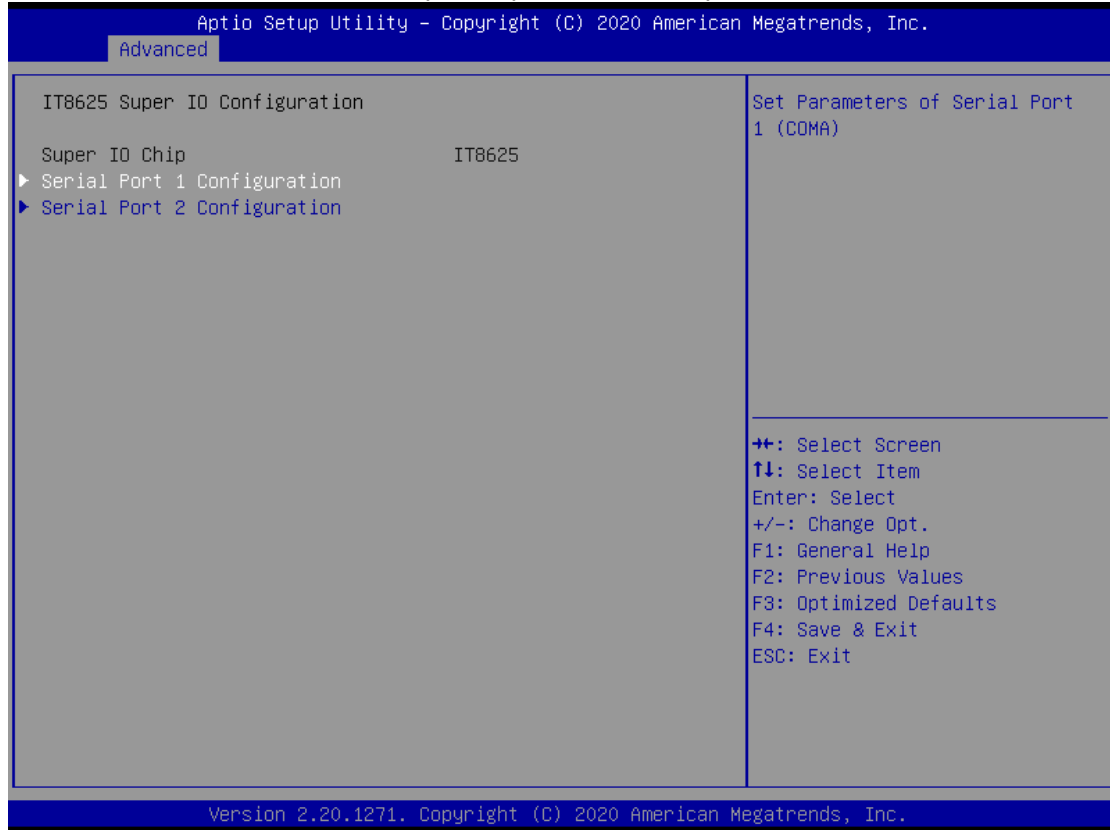 Aptio Setup Utility – Copyright (C) 2020 American Megatrends, Inc.
Advanced
IT8625 Super IO Configuration
Super IO Chip IT8625
▶ Serial Port 1 Configuration
▶ Serial Port 2 Configuration
Set Parameters of Serial Port
1 (COMA)
→←: Select Screen
↑↓: Select Item
Enter: Select
+/-: Change Opt.
F1: General Help
F2: Previous Values
F3: Optimized Defaults
F4: Save & Exit
ESC: Exit
Version 2.20.1271. Copyright (C) 2020 American Megatrends, Inc.